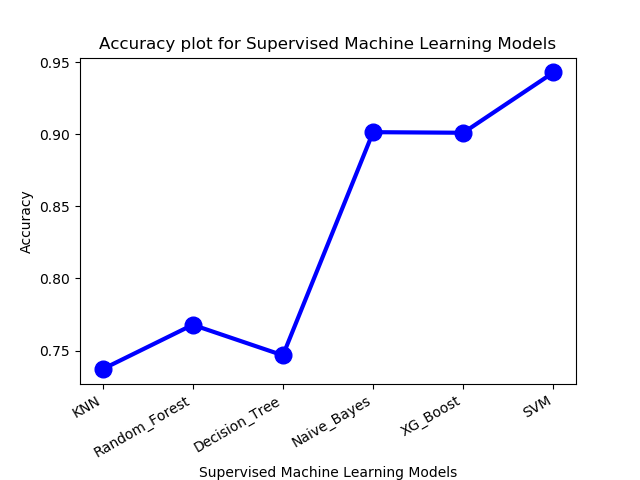 Accuracy plot for Supervised Machine Learning Models
0.95
0.90
0.85
0.80
0.75
Accuracy
KNN
Random_Forest
Decision_Tree
Naive_Bayes
XG_Boost
SVM
Supervised Machine Learning Models